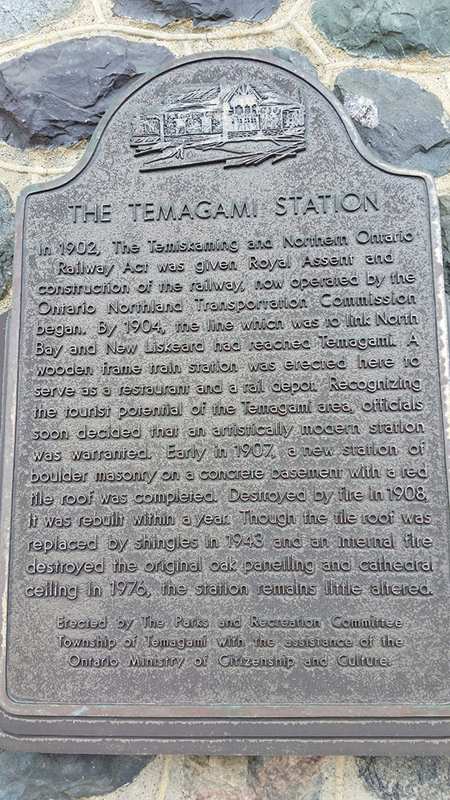 THE TEMAGAMI STATION
In 1902, The Temiskaming and Northern Ontario
Railway Act was given Royal Assent and
construction of the railway, now operated by the
Ontario Northland Transportation Commission
began. By 1904, the line which was to link North
Bay and New Liskeard had reached Temagami. A
wooden frame train station was erected here to
serve as a restaurant and a rail depot. Recognizing
the tourist potential of the Temagami area, officials
soon decided that an artistically modern station
was warranted. Early in 1907, a new station of
boulder masonry on a concrete basement with a red
tile roof was completed. Destroyed by fire in 1908,
it was rebuilt within a year. Though the tile roof was
replaced by shingles in 1943 and an internal fire
destroyed the original oak panelling and cathedral
ceiling in 1976, the station remains little altered.
Erected by The Parks and Recreation Committee
Township of Temagami with the assistance of the
Ontario Ministry of Citizenship and Culture.